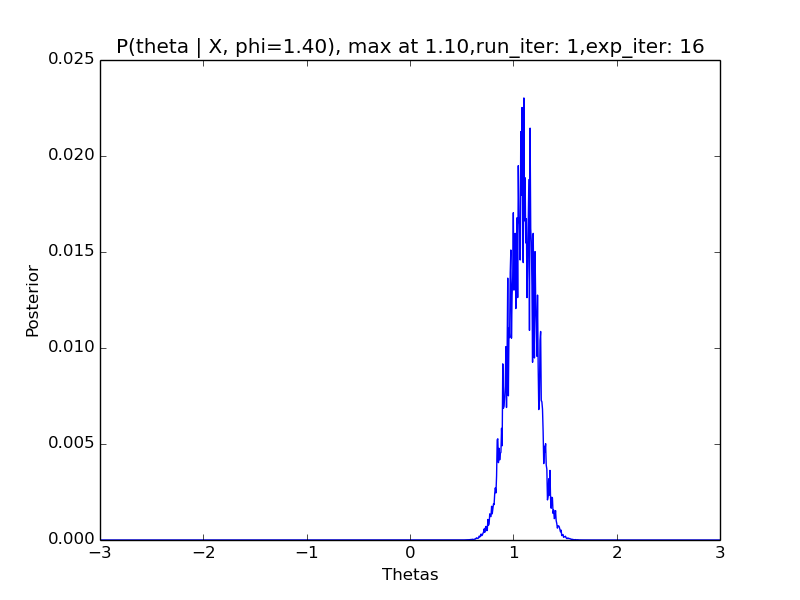 P(theta | X, phi=1.40), max at 1.10,run_iter: 1,exp_iter: 16
0.025
0.020
0.015
0.010
0.005
0.000
Posterior
−3 −2 −1 0 1 2 3
Thetas